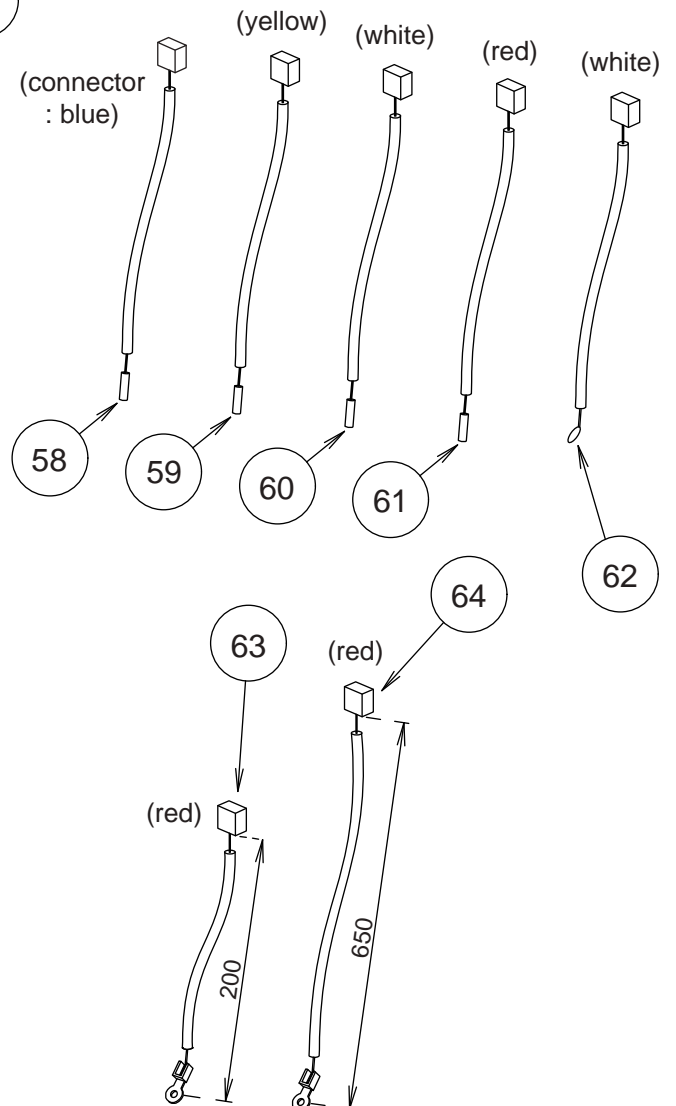 (yellow)
(white)
(red)
(white)
(connector
: blue)
58
59
60
61
62
64
63
(red)
(red)
650
200